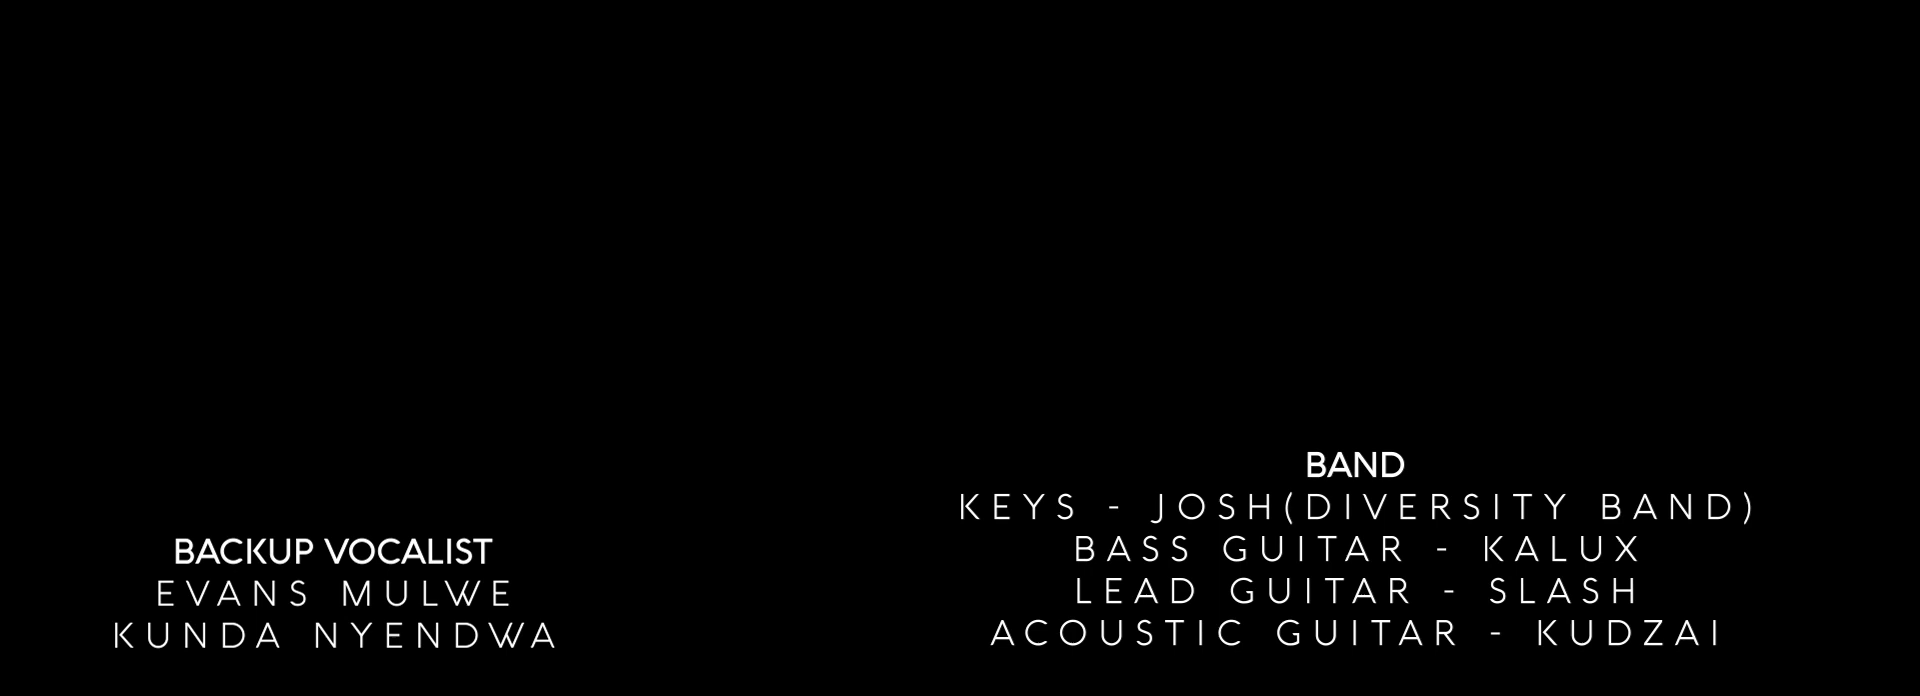 BACKUP VOCALIST
EVANS MULWE
KUNDA NYENDWA
BAND
KEYS - JOSH(DIVERSITY BAND)
BASS GUITAR - KALUX
LEAD GUITAR - SLASH
ACOUSTIC GUITAR - KUDZAI